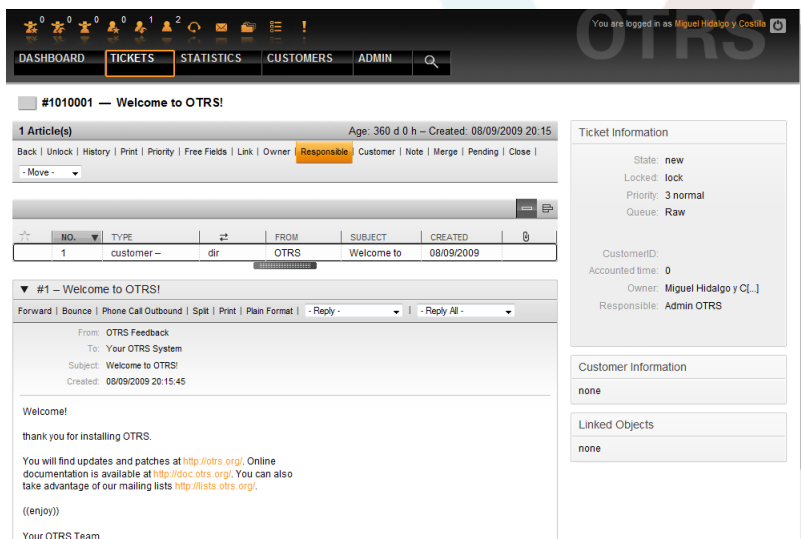 0 0 0 0 1 2
You are logged in as Miguel Hidalgo y Costilla
OTRS
DASHBOARD TICKETS STATISTICS CUSTOMERS ADMIN
#1010001 — Welcome to OTRS!
1 Article(s) Age: 360 d 0 h – Created: 08/09/2009 20:15
Back | Unlock | History | Print | Priority | Free Fields | Link | Owner | Responsible | Customer | Note | Merge | Pending | Close |
- Move -
NO. TYPE FROM SUBJECT CREATED
1 customer – dir OTRS Welcome to 08/09/2009
#1 – Welcome to OTRS!
Forward | Bounce | Phone Call Outbound | Split | Print | Plain Format | - Reply - | - Reply All -
From: OTRS Feedback
To: Your OTRS System
Subject: Welcome to OTRS!
Created: 08/09/2009 20:15:45
Welcome!
thank you for installing OTRS.
You will find updates and patches at http://otrs.org/. Online
documentation is available at http://doc.otrs.org/. You can also
take advantage of our mailing lists http://lists.otrs.org/.
((enjoy))
Your OTRS Team
Ticket Information
State: new
Locked: lock
Priority: 3 normal
Queue: Raw
CustomerID:
Accounted time: 0
Owner: Miguel Hidalgo y C[...]
Responsible: Admin OTRS
Customer Information
none
Linked Objects
none